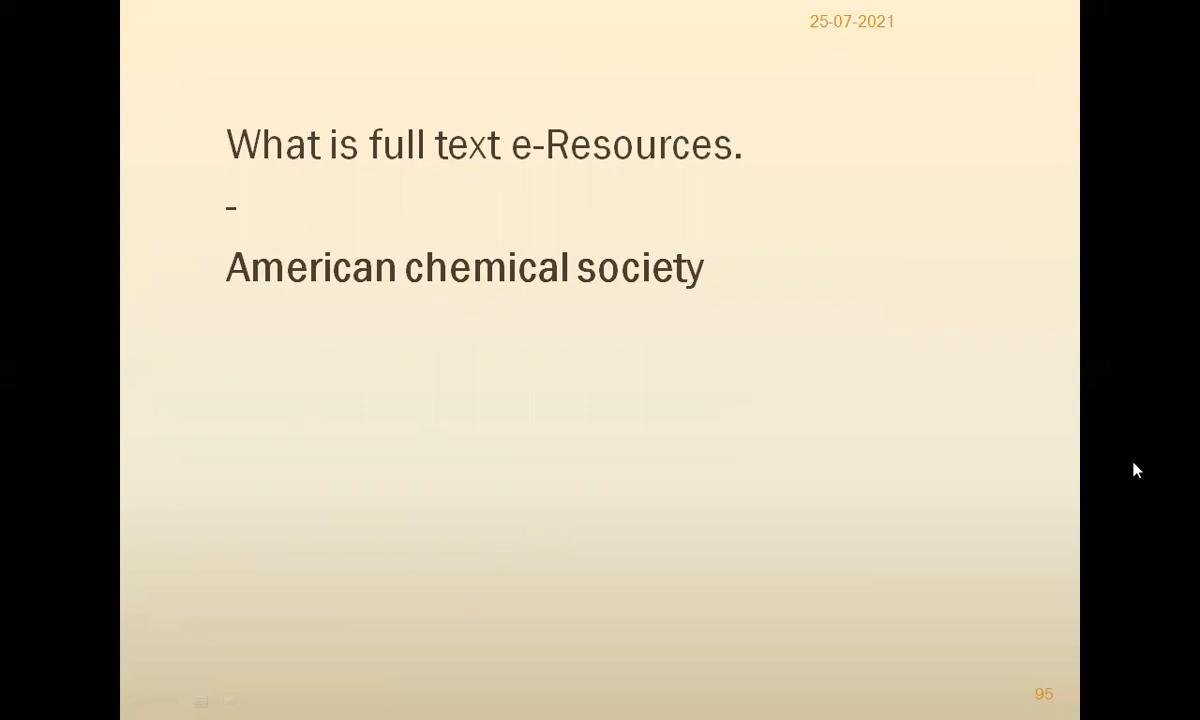 25-07-2021
What is full text e-Resources.
-
American chemical society
95